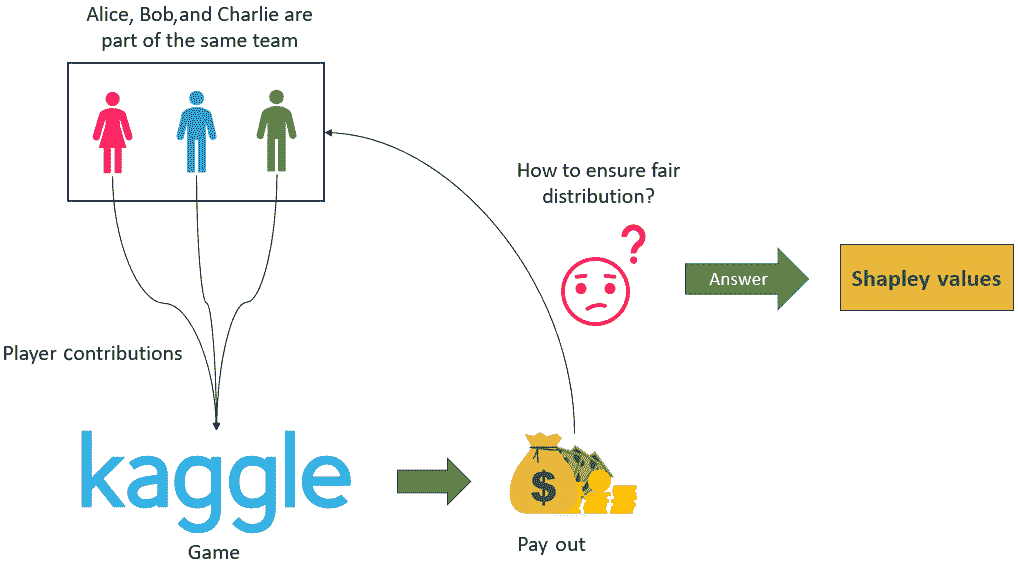 Alice, Bob,and Charlie are
part of the same team
How to ensure fair
distribution?
?
Answer
Shapley values
Player contributions
kaggle
$
Game
Pay out